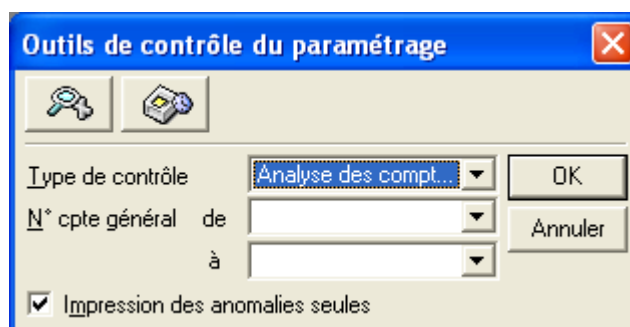 Outils de contrôle du paramétrage
Type de contrôle Analyse des compt... OK
N° cpte général de
Annuler
à
Impression des anomalies seules